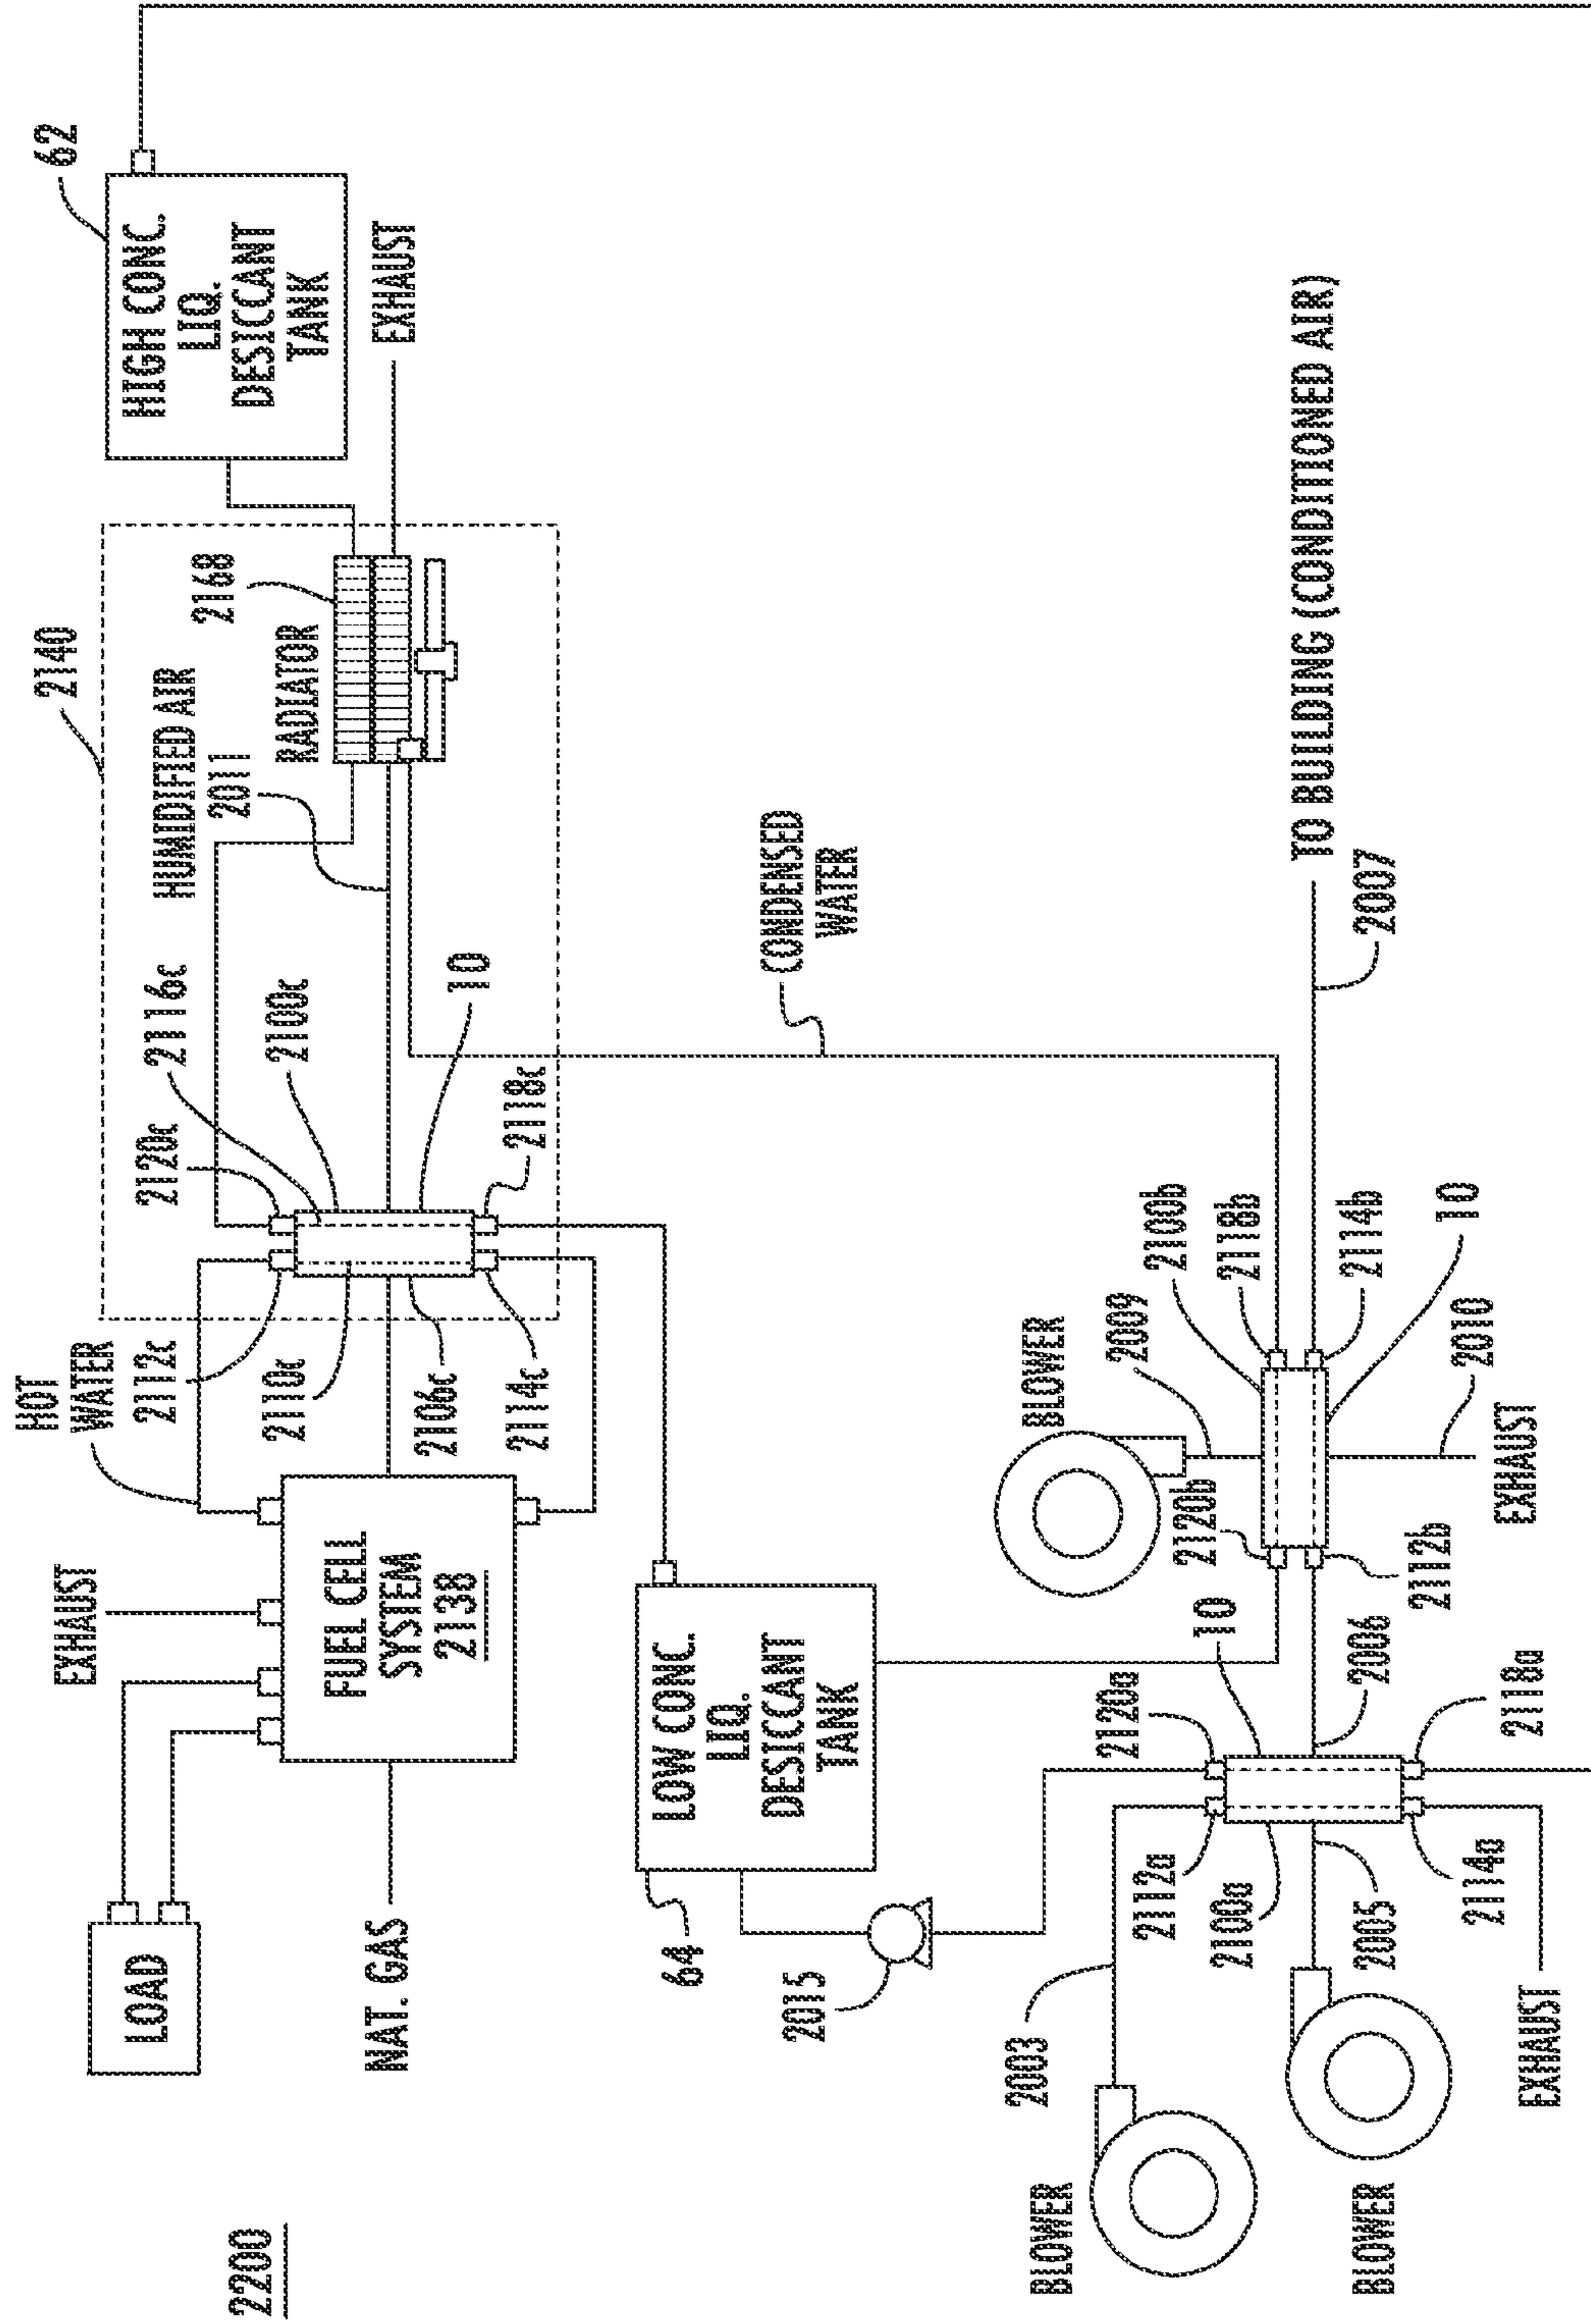 2200
LOAD
NAT. GAS
EXHAUST
FUEL CELL
SYSTEM
2138
HOT
WATER
2112c
2110c
2106c
2114c
2120c
2116c
2100c
10
2118c
2140
HUMIDIFIED AIR
2011
RADIATOR
2168
62
HIGH CONC.
LIQ.
DESICCANT
TANK
EXHAUST
64
LOW CONC.
LIQ.
DESICCANT
TANK
2015
CONDENSED
WATER
BLOWER
2003
BLOWER
2005
2112a
2100a
2114a
EXHAUST
2120a
10
2006
2118a
BLOWER
2009
2120b
2112b
2100b
2118b
2114b
10
2010
EXHAUST
2007
TO BUILDING (CONDITIONED AIR)